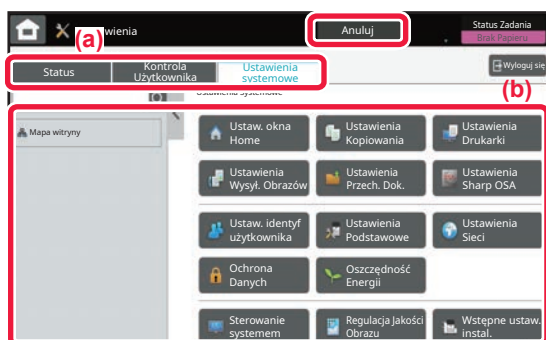 wienia
Anuluj
Status Zadania
Brak Papieru
(a)
Status
Kontrola
Użytkownika
Ustawienia
systemowe
Wyloguj się
(b)
Ustawienia systemowe
Mapa witryny
Ustaw. okna
Home
Ustawienia
Kopiowania
Ustawienia
Drukarki
Ustawienia
Wysył. Obrazów
Ustawienia
Przech. Dok.
Ustawienia
Sharp OSA
Ustaw. identyf
użytkownika
Ustawienia
Podstawowe
Ustawienia
Sieci
Ochrona
Danych
Oszczędność
Energii
Sterowanie
systemem
Regulacja Jakości
Obrazu
Wstępne ustaw.
instal.